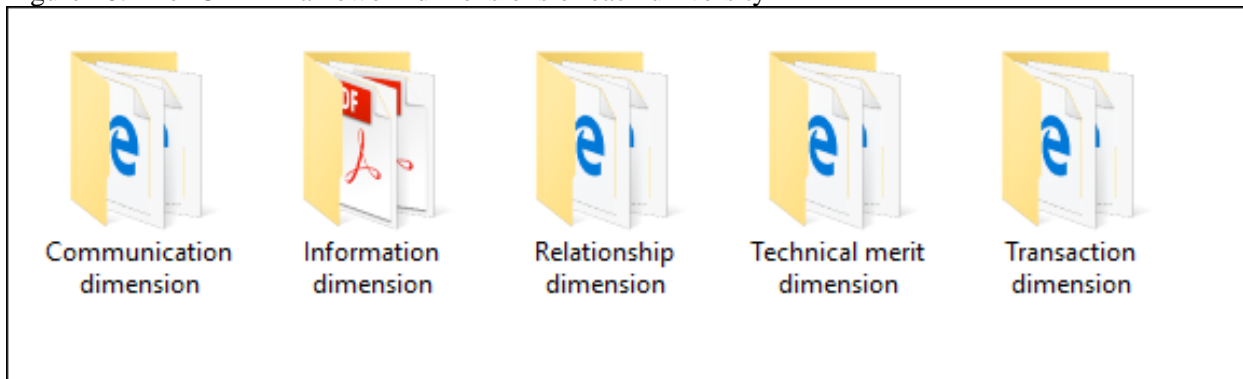 Communication dimension
Information dimension
Relationship dimension
Technical merit dimension
Transaction dimension